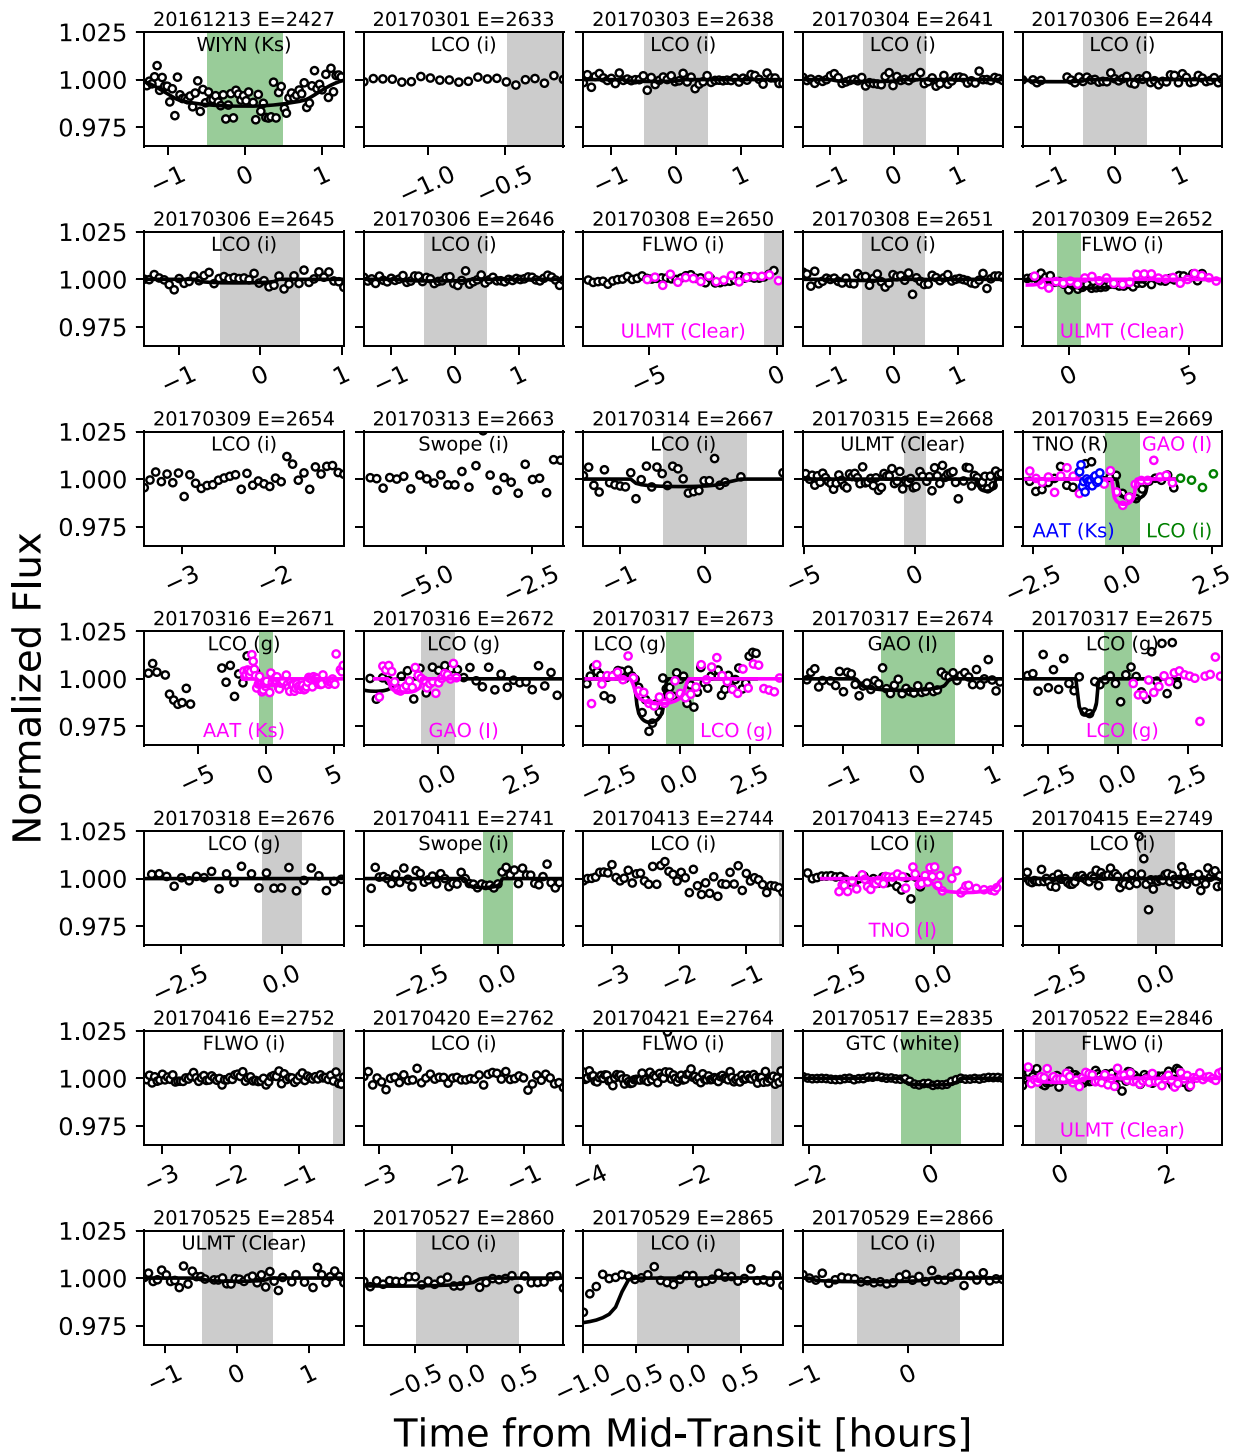 20161213 E=2427 20170301 E=2633 20170303 E=2638 20170304 E=2641 20170306 E=2644
WIYN (Ks) LCO (i) LCO (i) LCO (i) LCO (i)
1.025
1.000
0.975
−1 0 1 −1.0 −0.5 −1 0 1 −1 0 1 −1 0 1
20170306 E=2645 20170306 E=2646 20170308 E=2650 20170308 E=2651 20170309 E=2652
LCO (i) LCO (i) FLWO (i) LCO (i) FLWO (i)
1.025
1.000
0.975
ULMT (Clear) ULMT (Clear)
−1 0 1 −1 0 1 −5 0 −1 0 1 0 5
20170309 E=2654 20170313 E=2663 20170314 E=2667 20170315 E=2668 20170315 E=2669
LCO (i) Swope (i) LCO (i) ULMT (Clear) TNO (R) GAO (I)
1.025
1.000
0.975
AAT (Ks) LCO (i)
−3 −2 −5.0 −2.5 −1 0 −5 0 −2.5 0.0 2.5
20170316 E=2671 20170316 E=2672 20170317 E=2673 20170317 E=2674 20170317 E=2675
LCO (g) LCO (g) LCO (g) GAO (I) LCO (g)
1.025
1.000
0.975
AAT (Ks) GAO (I) LCO (g) LCO (g)
−5 0 5 0.0 2.5 −2.5 0.0 2.5 −1 0 1 −2.5 0.0 2.5
20170318 E=2676 20170411 E=2741 20170413 E=2744 20170413 E=2745 20170415 E=2749
LCO (g) Swope (i) LCO (i) LCO (i) LCO (i)
1.025
1.000
0.975
TNO (I)
−2.5 0.0 −2.5 0.0 −3 −2 −1 −2.5 0.0 −2.5 0.0
20170416 E=2752 20170420 E=2762 20170421 E=2764 20170517 E=2835 20170522 E=2846
FLWO (i) LCO (i) FLWO (i) GTC (white) FLWO (i)
1.025
1.000
0.975
ULMT (Clear)
−3 −2 −1 −3 −2 −1 −4 −2 −2 0 0 2
20170525 E=2854 20170527 E=2860 20170529 E=2865 20170529 E=2866
ULMT (Clear) LCO (i) LCO (i) LCO (i)
1.025
1.000
0.975
−1 0 1 −0.5 0.0 0.5 −1.0 −0.5 0.0 0.5 −1 0
Normalized Flux
Time from Mid-Transit [hours]